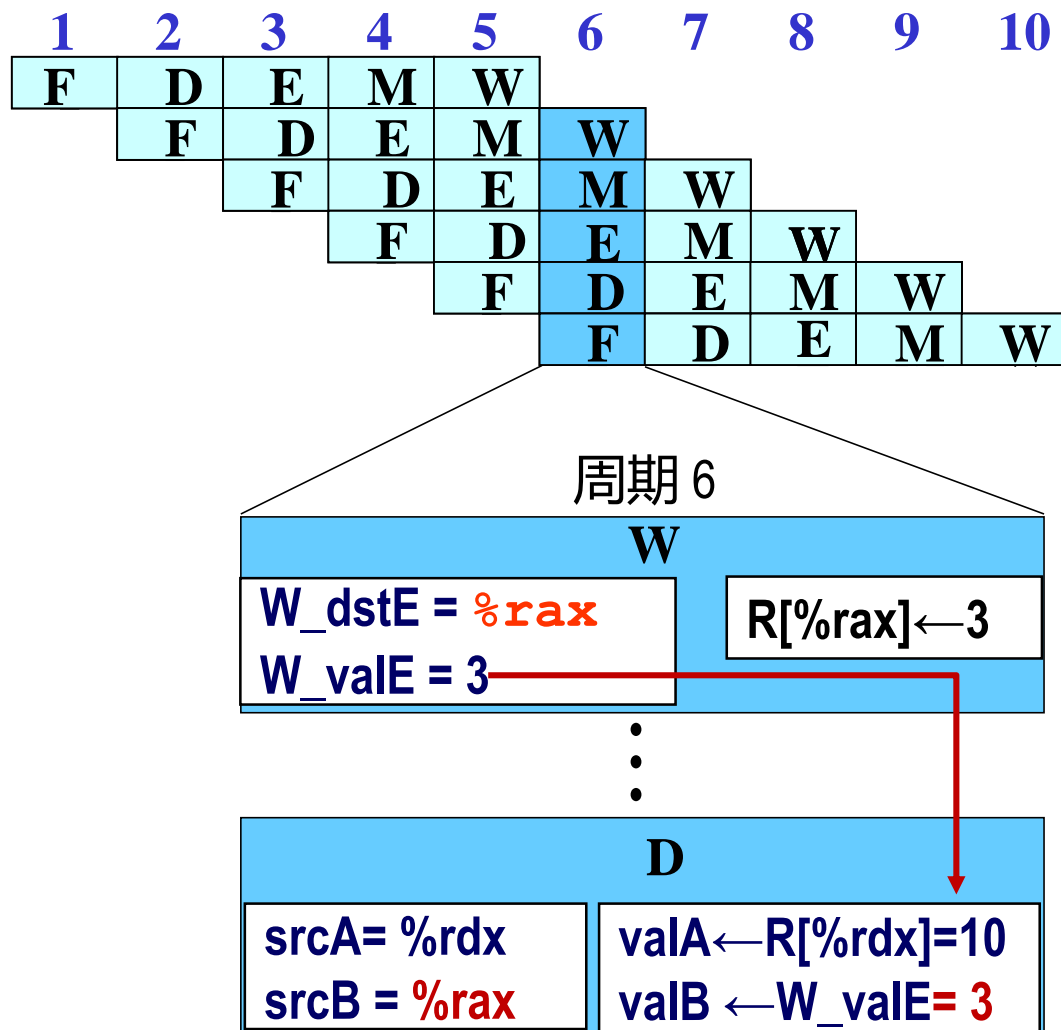 1 2 3 4 5 6 7 8 9 10
F D E M W
F D E M W
F D E M W
F D E M W
F D E M W
F D E M W
周期 6
W
W_dstE = %rax
W_valE = 3
R[%rax]←3
D
srcA= %rdx
srcB = %rax
valA←R[%rdx]=10
valB ←W_valE= 3